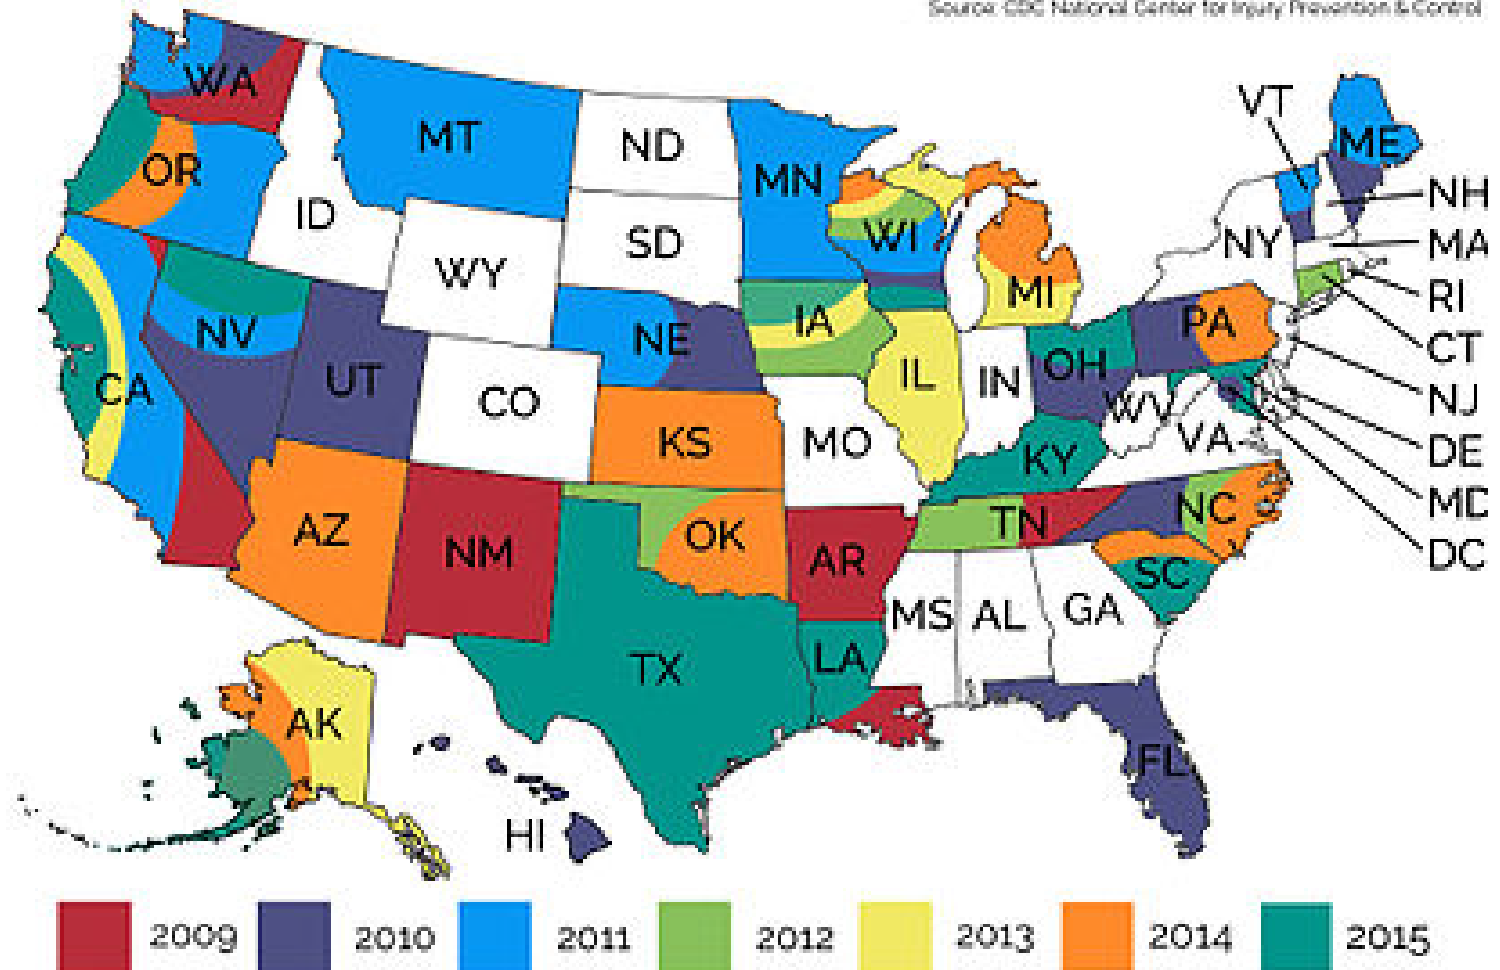 Source: CDC National Center for Injury Prevention & Control
WA
MT
ND
MN
VT
ME
OR
ID
SD
WI
NH
WY
NY
MA
MI
RI
NV
NE
IA
PA
CT
CA
UT
CO
IL
IN
OH
NJ
KS
MO
WV
VA
DE
KY
MD
AZ
NM
OK
AR
TN
NC
DC
SC
MS
AL
GA
TX
LA
AK
FL
HI
2009
2010
2011
2012
2013
2014
2015